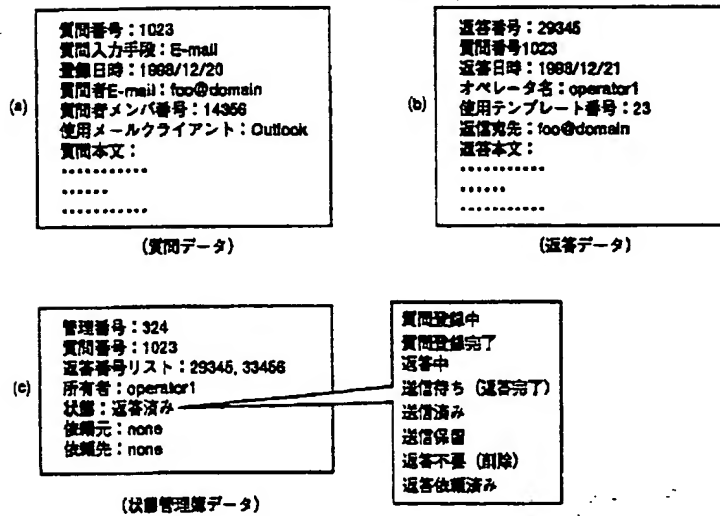 (a)
質問番号：1023
質問入力手段：E-mail
登録日時：1998/12/20
質問者E-mail：foo@domain
質問者メンバ番号：14356
使用メールクライアント：Outlook
質問本文：
…………
……
…………
(質問データ)
(b)
返答番号：29345
質問番号1023
返答日時：1998/12/21
オペレータ名：operator1
使用テンプレート番号：23
返信宛先：foo@domain
返答本文：
…………
……
…………
(返答データ)
(c)
管理番号：324
質問番号：1023
返答番号リスト：29345, 33456
所有者：operator1
状態：返答済み
依頼元：none
依頼先：none
(状態管理簿データ)
質問登録中
質問登録完了
返答中
送信待ち（返答完了）
送信済み
送信保留
返答不要（削除）
返答依頼済み